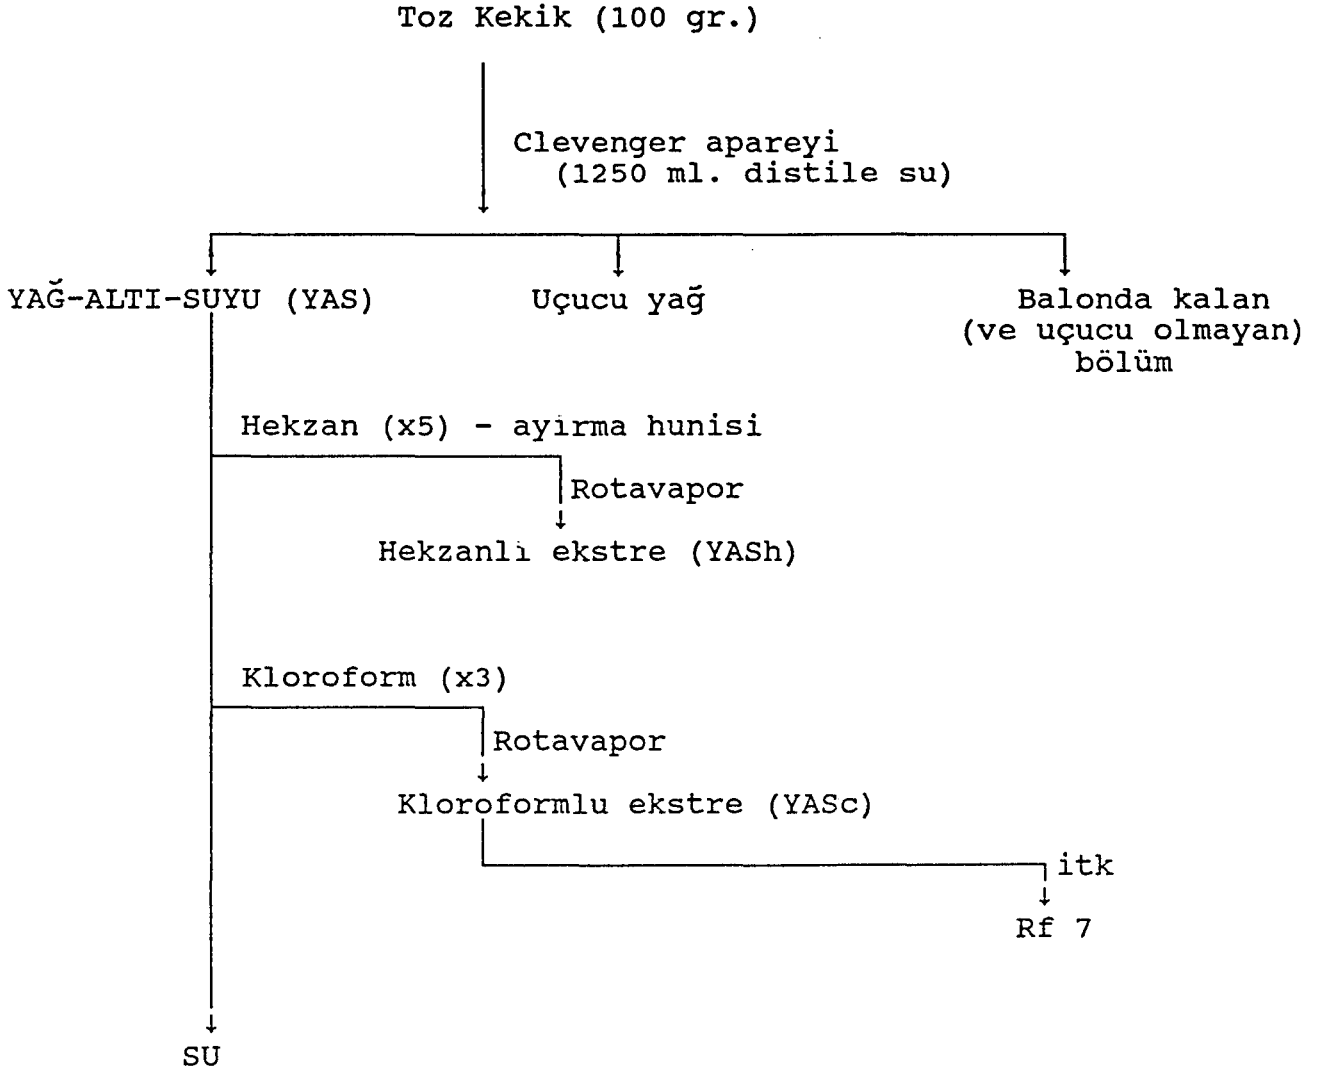 Toz Kekik (100 gr.)
Clevenger apareyi
(1250 ml. distile su)
YAĞ-ALTI-SUYU (YAS)
Uçucu yağ
Balonda kalan
(ve uçucu olmayan)
bölüm
Hekzan (x5) - ayırma hunisi
Rotavapor
Hekzanlı ekstre (YASh)
Kloroform (x3)
Rotavapor
Kloroformlu ekstre (YASc)
itk
Rf 7
SU